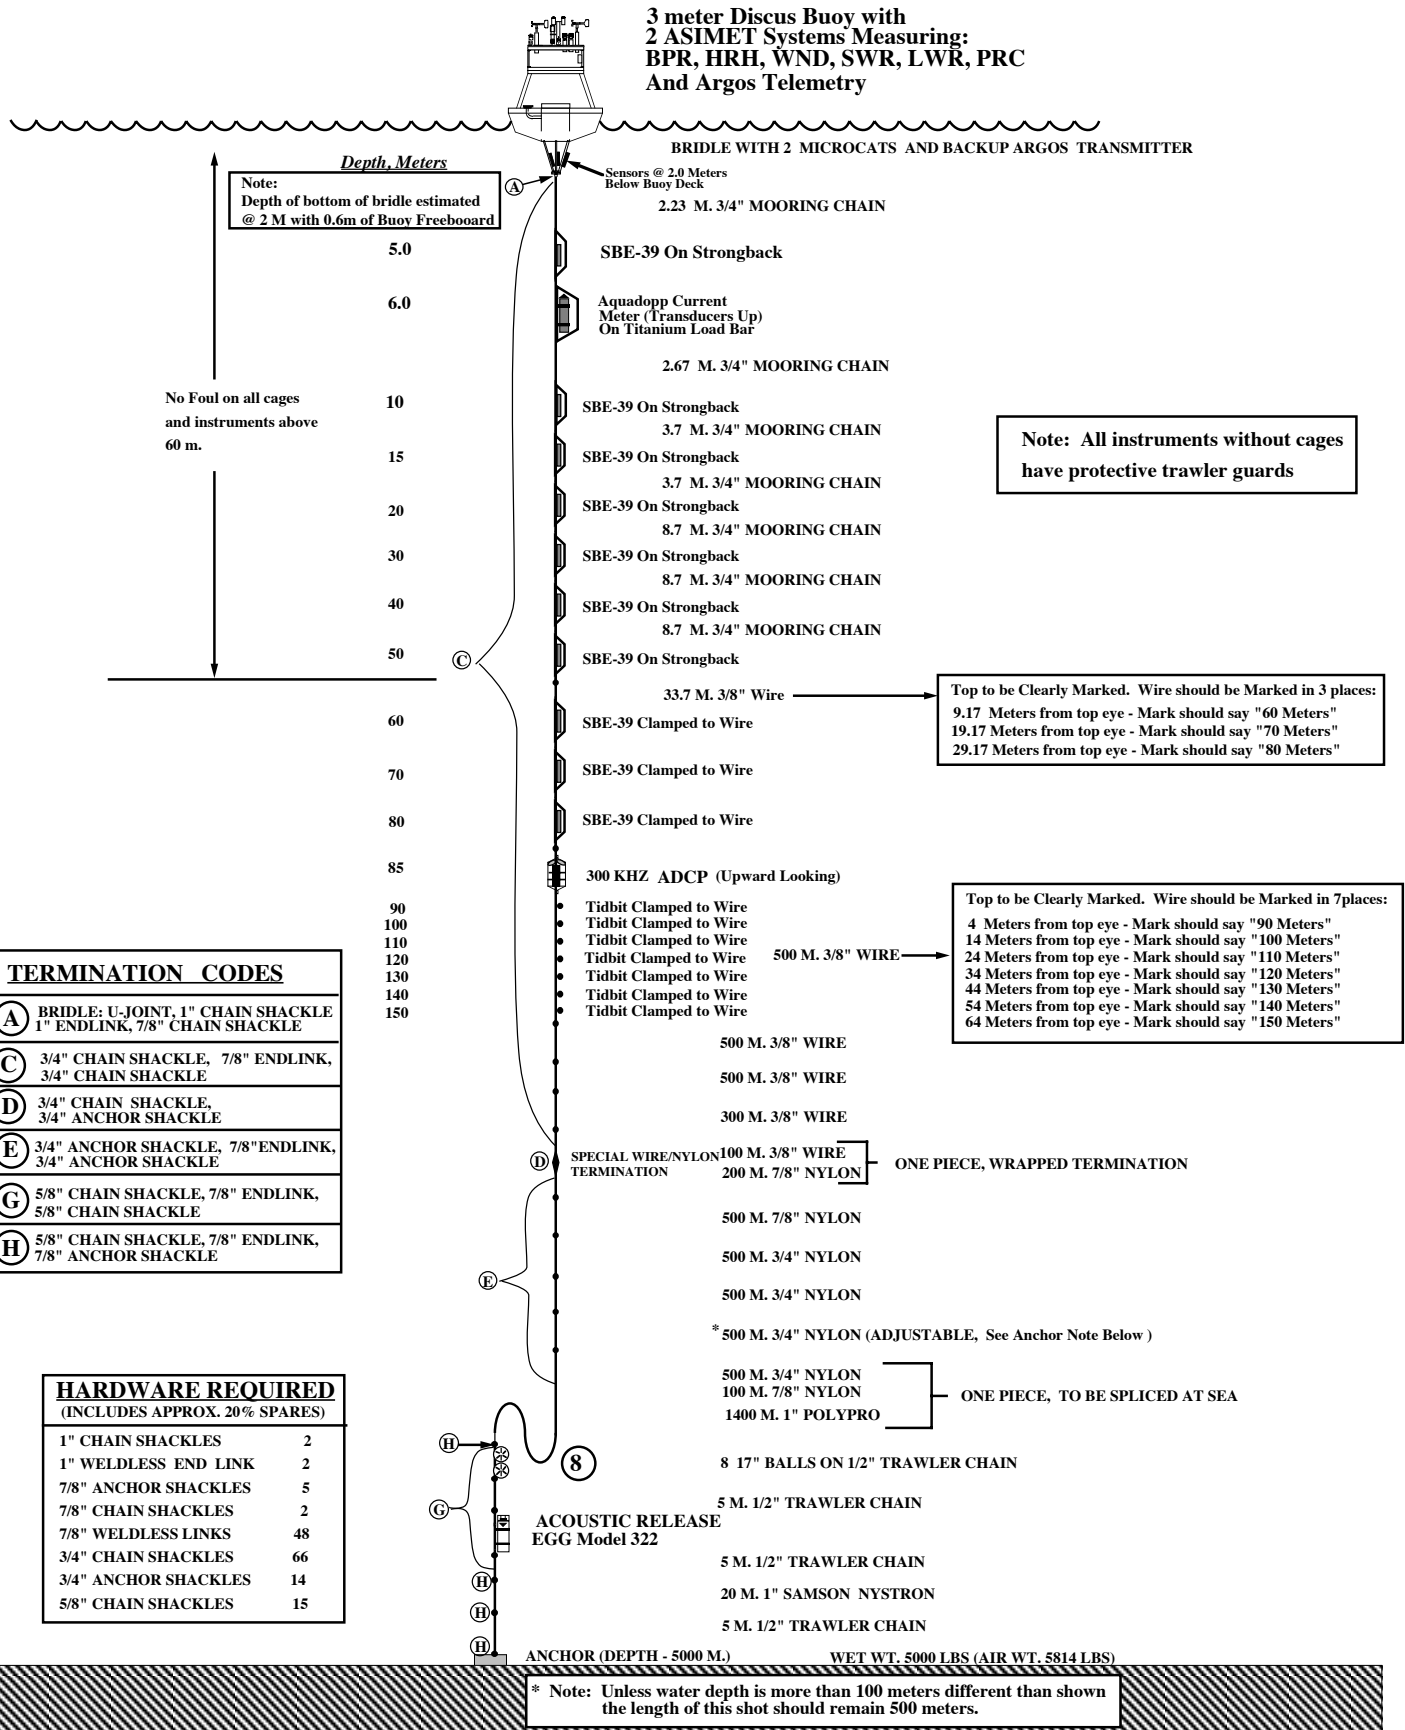 3 meter Discus Buoy with
2 ASIMET Systems Measuring:
BPR, HRH, WND, SWR, LWR, PRC
And Argos Telemetry
BRIDLE WITH 2 MICROCATS AND BACKUP ARGOS TRANSMITTER
Depth, Meters
Note:
Depth of bottom of bridle estimated
@ 2 M with 0.6m of Buoy Freebooard
A
Sensors @ 2.0 Meters
Below Buoy Deck
2.23 M. 3/4" MOORING CHAIN
5.0
SBE-39 On Strongback
6.0
Aquadopp Current
Meter (Transducers Up)
On Titanium Load Bar
2.67 M. 3/4" MOORING CHAIN
No Foul on all cages
and instruments above
60 m.
10
SBE-39 On Strongback
3.7 M. 3/4" MOORING CHAIN
Note: All instruments without cages
have protective trawler guards
15
SBE-39 On Strongback
3.7 M. 3/4" MOORING CHAIN
20
SBE-39 On Strongback
8.7 M. 3/4" MOORING CHAIN
30
SBE-39 On Strongback
8.7 M. 3/4" MOORING CHAIN
40
SBE-39 On Strongback
8.7 M. 3/4" MOORING CHAIN
50
C
SBE-39 On Strongback
33.7 M. 3/8" Wire
Top to be Clearly Marked. Wire should be Marked in 3 places:
9.17 Meters from top eye - Mark should say "60 Meters"
19.17 Meters from top eye - Mark should say "70 Meters"
29.17 Meters from top eye - Mark should say "80 Meters"
60
SBE-39 Clamped to Wire
70
SBE-39 Clamped to Wire
80
SBE-39 Clamped to Wire
85
300 KHZ ADCP (Upward Looking)
90
Tidbit Clamped to Wire
100
Tidbit Clamped to Wire
110
Tidbit Clamped to Wire
120
Tidbit Clamped to Wire
130
Tidbit Clamped to Wire
140
Tidbit Clamped to Wire
150
Tidbit Clamped to Wire
500 M. 3/8" WIRE
Top to be Clearly Marked. Wire should be Marked in 7places:
4 Meters from top eye - Mark should say "90 Meters"
14 Meters from top eye - Mark should say "100 Meters"
24 Meters from top eye - Mark should say "110 Meters"
34 Meters from top eye - Mark should say "120 Meters"
44 Meters from top eye - Mark should say "130 Meters"
54 Meters from top eye - Mark should say "140 Meters"
64 Meters from top eye - Mark should say "150 Meters"
TERMINATION CODES
A BRIDLE: U-JOINT, 1" CHAIN SHACKLE
1" ENDLINK, 7/8" CHAIN SHACKLE
C 3/4" CHAIN SHACKLE, 7/8" ENDLINK,
3/4" CHAIN SHACKLE
D 3/4" CHAIN SHACKLE,
3/4" ANCHOR SHACKLE
E 3/4" ANCHOR SHACKLE, 7/8"ENDLINK,
3/4" ANCHOR SHACKLE
G 5/8" CHAIN SHACKLE, 7/8" ENDLINK,
5/8" CHAIN SHACKLE
H 5/8" CHAIN SHACKLE, 7/8" ENDLINK,
7/8" ANCHOR SHACKLE
500 M. 3/8" WIRE
500 M. 3/8" WIRE
300 M. 3/8" WIRE
D
SPECIAL WIRE/NYLON
TERMINATION
100 M. 3/8" WIRE
200 M. 7/8" NYLON
ONE PIECE, WRAPPED TERMINATION
500 M. 7/8" NYLON
500 M. 3/4" NYLON
E
500 M. 3/4" NYLON
* 500 M. 3/4" NYLON (ADJUSTABLE, See Anchor Note Below )
500 M. 3/4" NYLON
100 M. 7/8" NYLON
1400 M. 1" POLYPRO
ONE PIECE, TO BE SPLICED AT SEA
HARDWARE REQUIRED
(INCLUDES APPROX. 20% SPARES)
1" CHAIN SHACKLES 2
1" WELDLESS END LINK 2
7/8" ANCHOR SHACKLES 5
7/8" CHAIN SHACKLES 2
7/8" WELDLESS LINKS 48
3/4" CHAIN SHACKLES 66
3/4" ANCHOR SHACKLES 14
5/8" CHAIN SHACKLES 15
H
8
8 17" BALLS ON 1/2" TRAWLER CHAIN
G
5 M. 1/2" TRAWLER CHAIN
ACOUSTIC RELEASE
EGG Model 322
5 M. 1/2" TRAWLER CHAIN
H
20 M. 1" SAMSON NYSTRON
H
5 M. 1/2" TRAWLER CHAIN
H
ANCHOR (DEPTH - 5000 M.)
WET WT. 5000 LBS (AIR WT. 5814 LBS)
* Note: Unless water depth is more than 100 meters different than shown
the length of this shot should remain 500 meters.